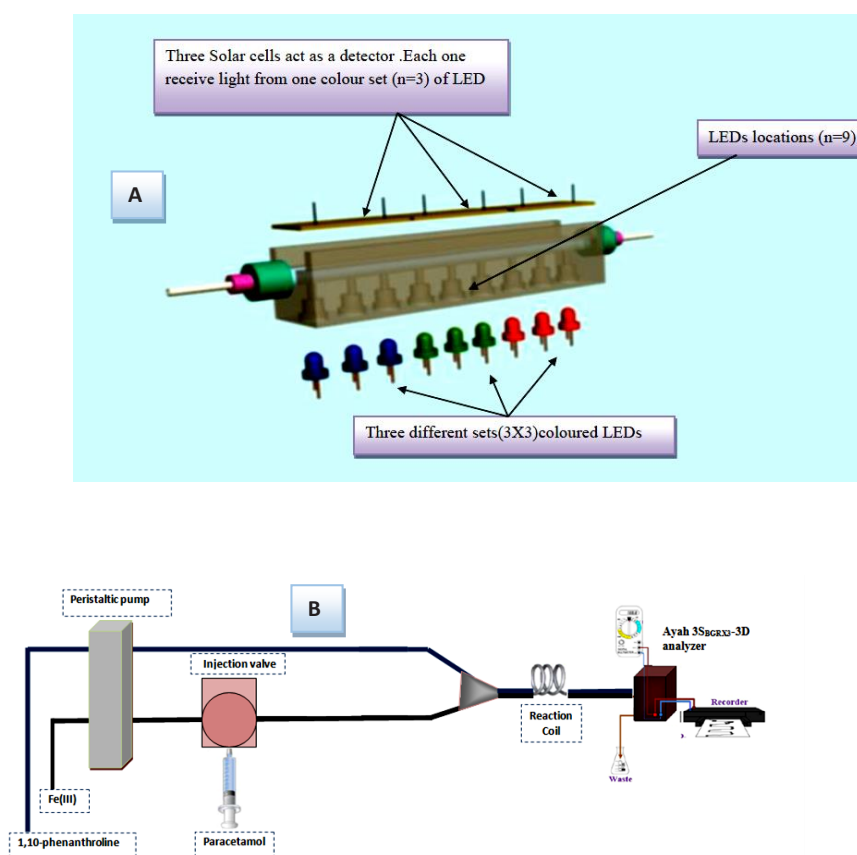 Three Solar cells act as a detector .Each one
receive light from one colour set (n=3) of LED
LEDs locations (n=9)
A
Three different sets(3X3)coloured LEDs
B
Peristaltic pump
Injection valve
Ayah 3SBGRX3-3D
analyzer
Recorder
Reaction
Coil
Waste
Fe(III)
1,10-phenanthroline
Paracetamol